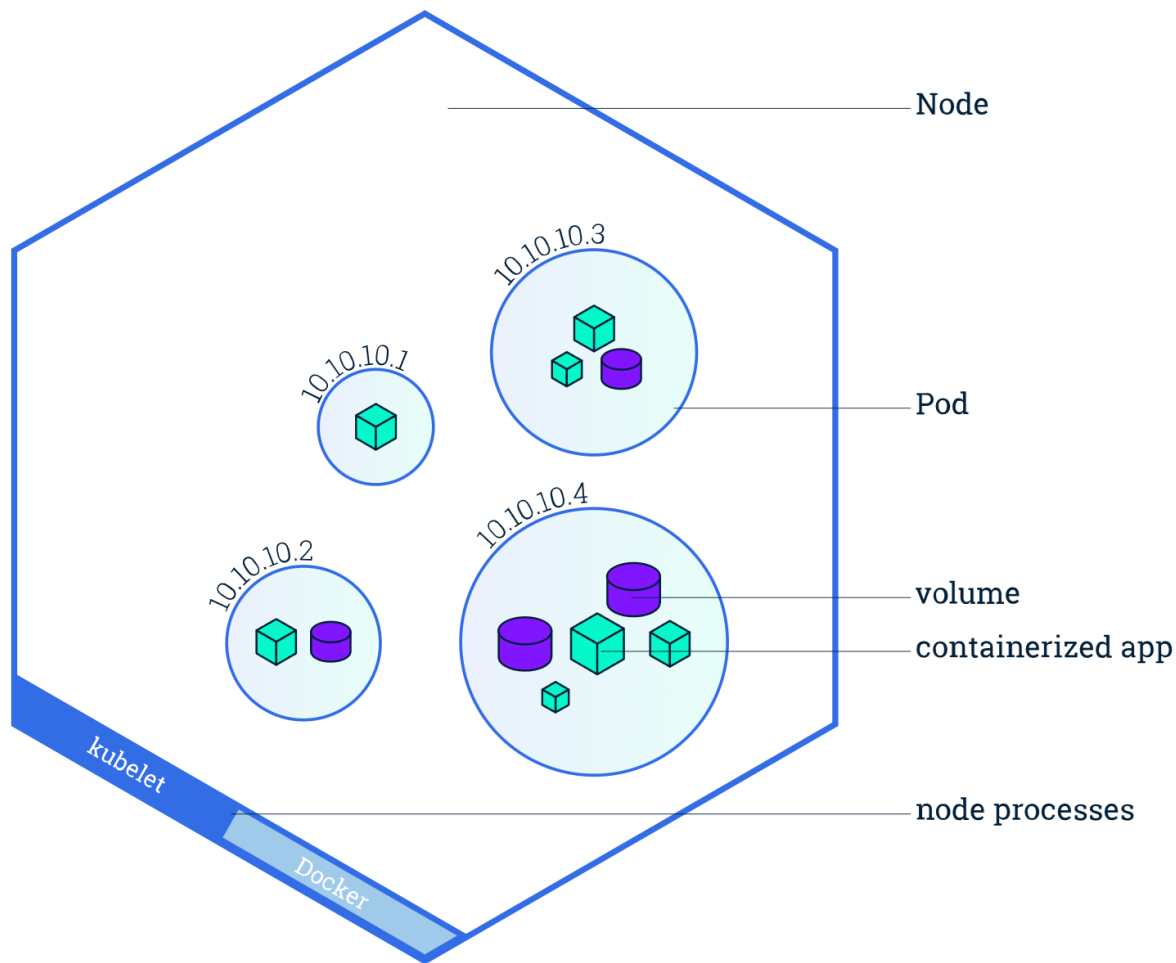 Node
10.10.10.3
10.10.10.1
Pod
10.10.10.4
10.10.10.2
volume
containerized app
kubelet
node processes
Docker